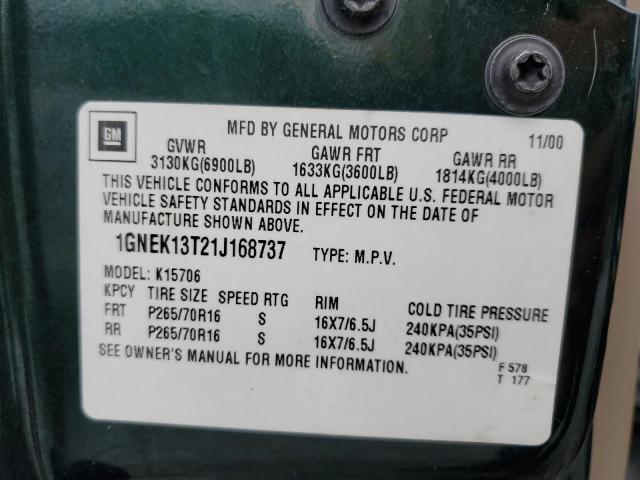 GM
MFD BY GENERAL MOTORS CORP 11/00
GVWR GAWR FRT GAWR RR
3130KG(6900LB) 1633KG(3600LB) 1814KG(4000LB)
THIS VEHICLE CONFORMS TO ALL APPLICABLE U.S. FEDERAL MOTOR
VEHICLE SAFETY STANDARDS IN EFFECT ON THE DATE OF
MANUFACTURE SHOWN ABOVE.
1GNEK13T21J168737 TYPE: M.P.V.
MODEL: K15706
KPCY TIRE SIZE SPEED RTG RIM COLD TIRE PRESSURE
FRT P265/70R16 S 16X7/6.5J 240KPA(35PSI)
RR P265/70R16 S 16X7/6.5J 240KPA(35PSI)
SEE OWNER'S MANUAL FOR MORE INFORMATION.
F 578
T 177